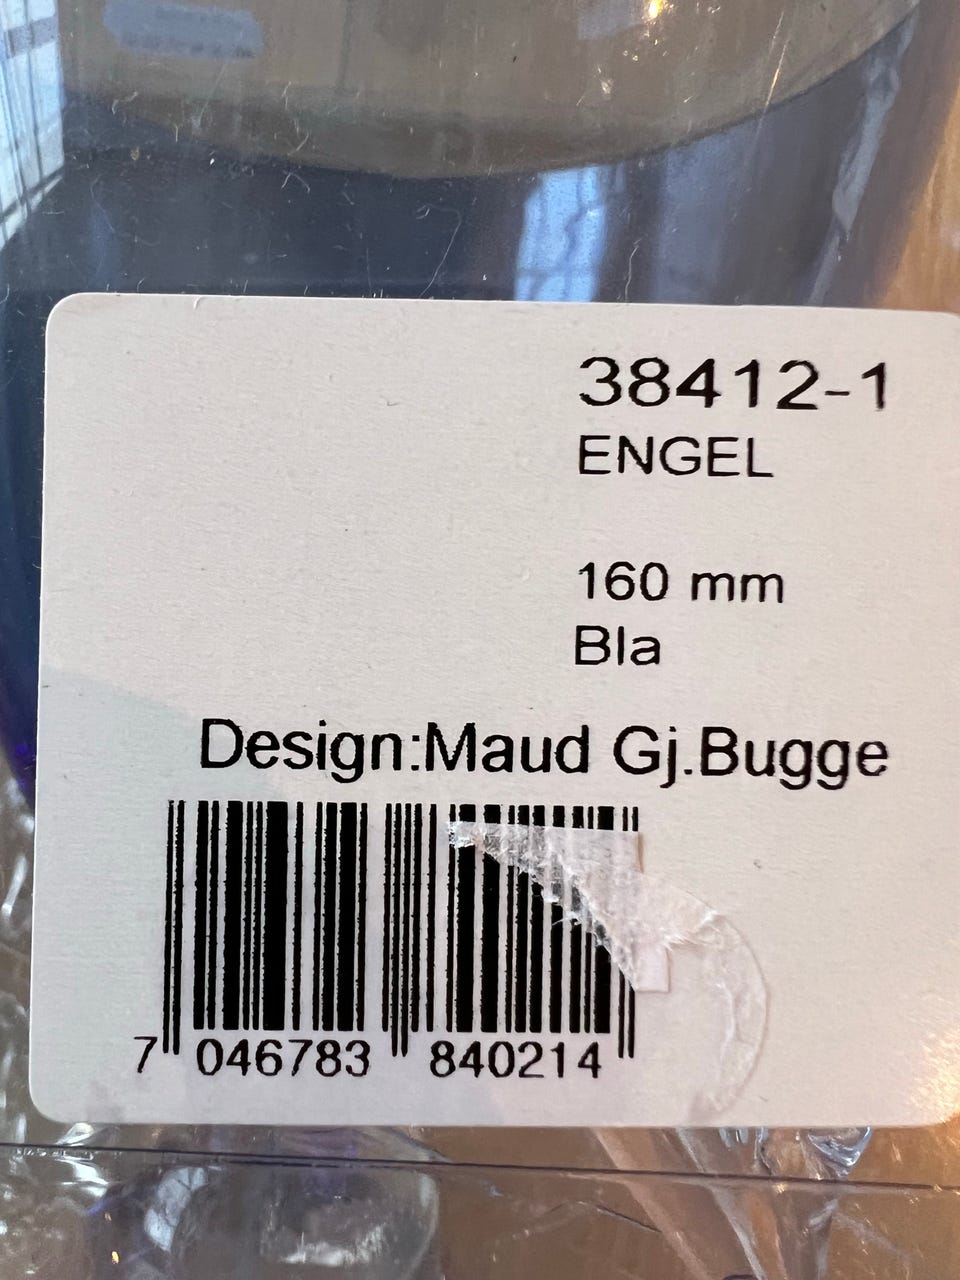 38412-1
ENGEL
160 mm
Bla
Design:Maud Gj.Bugge
7 046783 840214